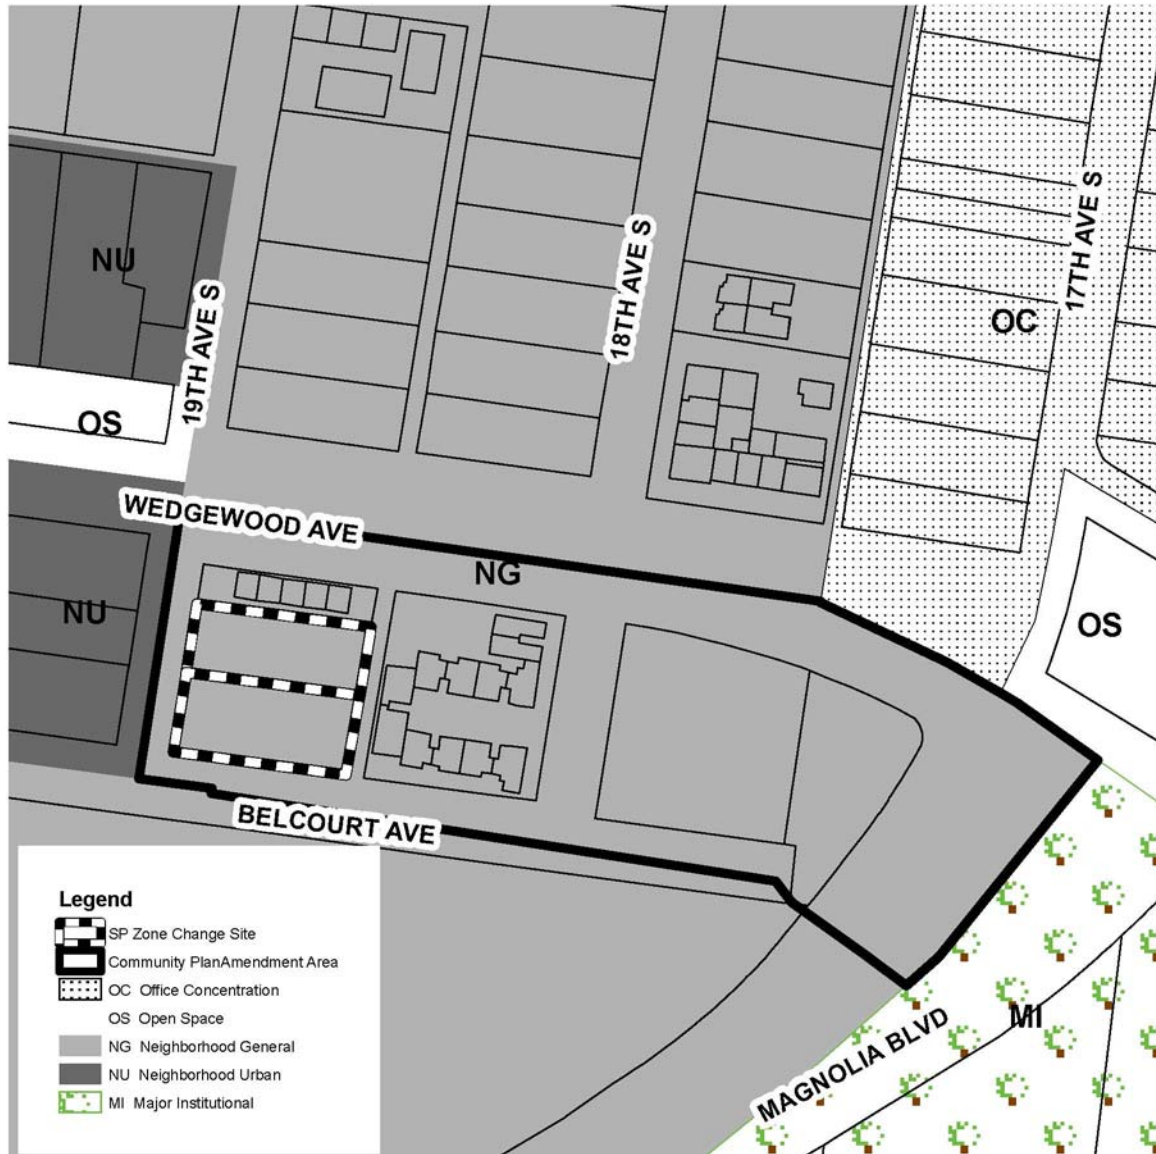 NU
19TH AVE S
18TH AVE S
17TH AVE S
OC
OS
WEDGEWOOD AVE
NG
NU
OS
BELCOURT AVE
MAGNOLIA BLVD
MI
Legend
SP Zone Change Site
Community PlanAmendment Area
OC Office Concentration
OS Open Space
NG Neighborhood General
NU Neighborhood Urban
MI Major Institutional